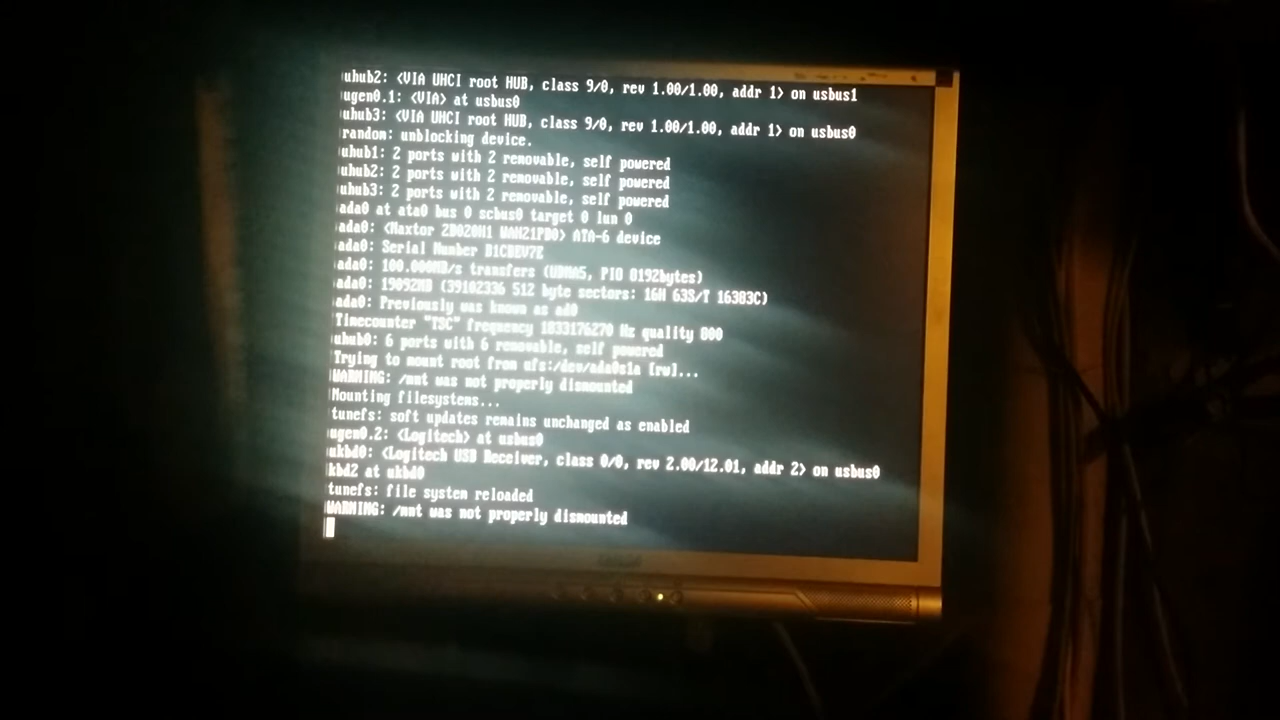 uhub2: <VIA UHCI root HUB, class 9/0, rev 1.00/1.00, addr 1> on usbus1
ugen0.1: <VIA> at usbus0
uhub3: <VIA UHCI root HUB, class 9/0, rev 1.00/1.00, addr 1> on usbus0
random: unblocking device.
uhub1: 2 ports with 2 removable, self powered
uhub2: 2 ports with 2 removable, self powered
uhub3: 2 ports with 2 removable, self powered
ada0 at ata0 bus 0 scbus0 target 0 lun 0
ada0: <Maxtor 2B020H1 WAH21PB0> ATA-6 device
ada0: Serial Number B1CBEV7E
ada0: 100.000MB/s transfers (UDMA5, PIO 8192bytes)
ada0: 19092MB (39102336 512 byte sectors: 16H 63S/T 16383C)
ada0: Previously was known as ad0
Timecounter "TSC" frequency 1833176270 Hz quality 800
uhub0: 6 ports with 6 removable, self powered
Trying to mount root from ufs:/dev/ada0s1a [rw]...
WARNING: /mnt was not properly dismounted
Mounting filesystems...
tunefs: soft updates remains unchanged as enabled
ugen0.2: <Logitech> at usbus0
ukbd0: <Logitech USB Receiver, class 0/0, rev 2.00/12.01, addr 2> on usbus0
kbd2 at ukbd0
tunefs: file system reloaded
WARNING: /mnt was not properly dismounted